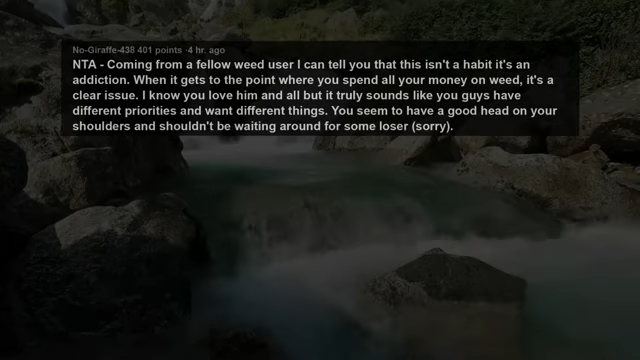 No-Giraffe-438 401 points ·4 hr. ago
NTA - Coming from a fellow weed user I can tell you that this isn't a habit it's an
addiction. When it gets to the point where you spend all your money on weed, it's a
clear issue. I know you love him and all but it truly sounds like you guys have
different priorities and want different things. You seem to have a good head on your
shoulders and shouldn't be waiting around for some loser (sorry).